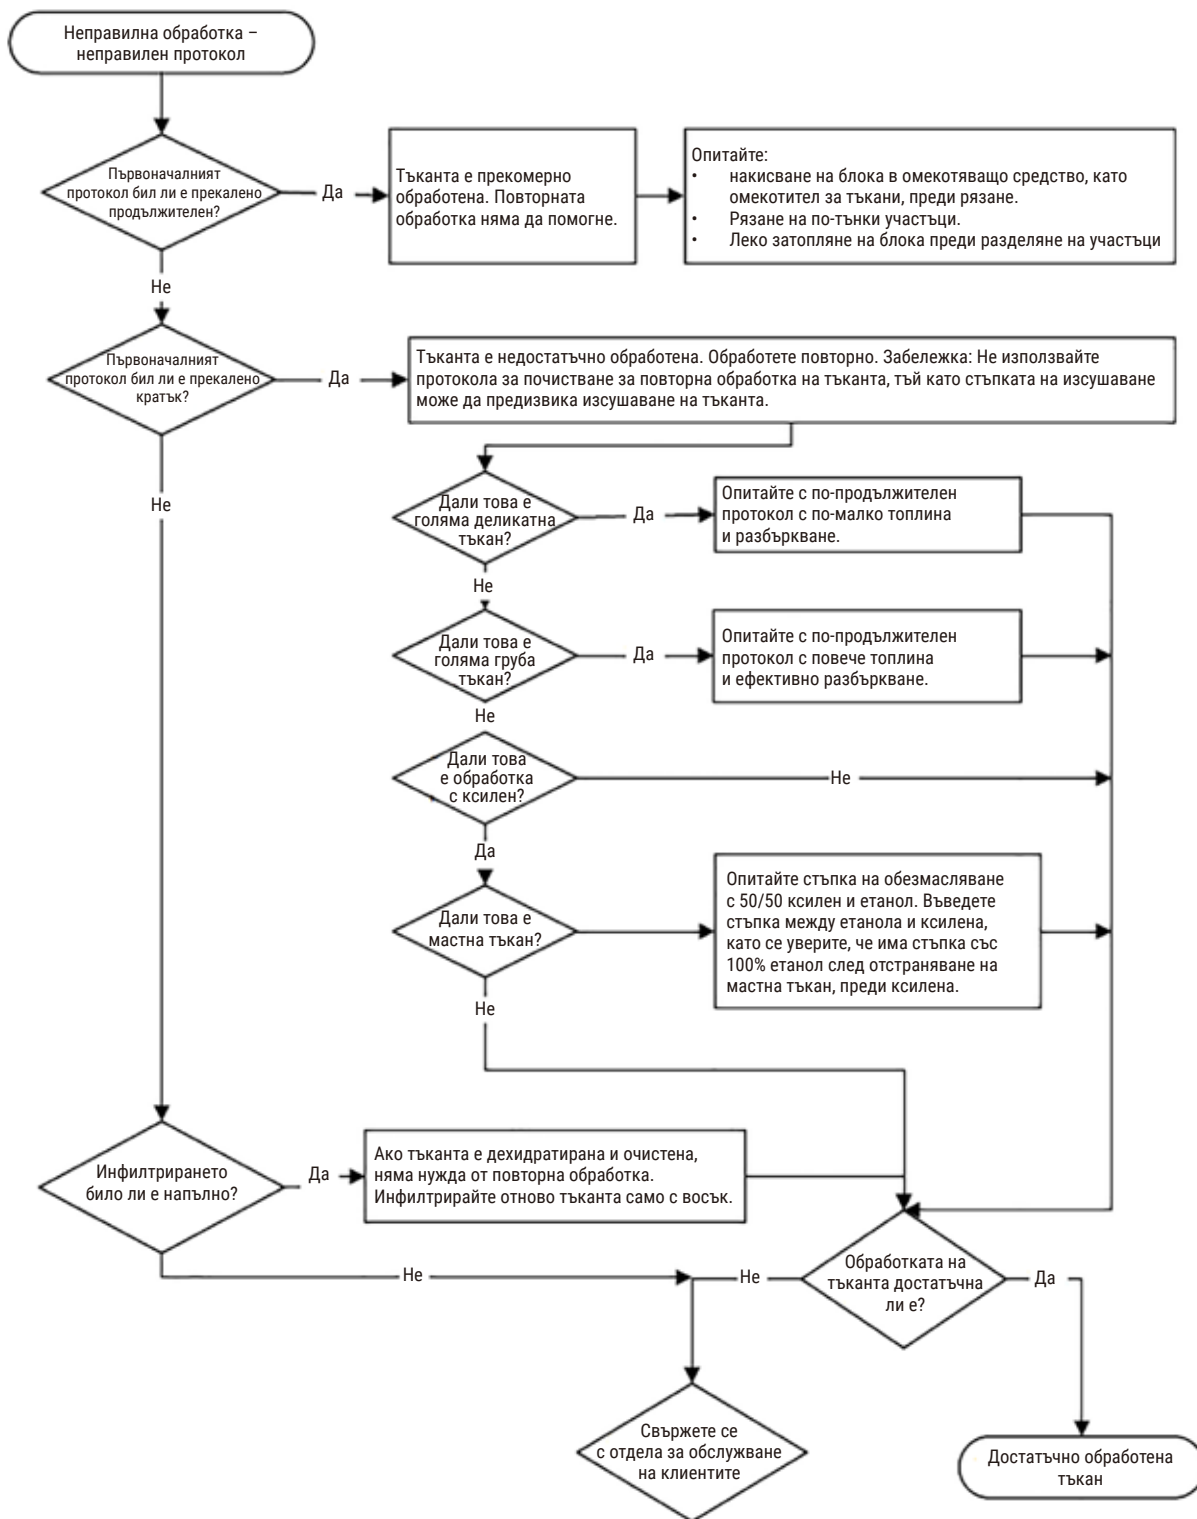 Неправилна обработка –
неправилен протокол
Първоначалният
протокол бил ли е прекалено
продължителен?
Да
Тъканта е прекомерно
обработена. Повторната
обработка няма да помогне.
Опитайте:
• накисване на блока в омекотяващо средство, като
омекотител за тъкани, преди рязане.
• Рязане на по-тънки участъци.
• Леко затопляне на блока преди разделяне на участъци
Не
Първоначалният
протокол бил ли е прекалено
кратък?
Да
Тъканта е недостатъчно обработена. Обработете повторно. Забележка: Не използвайте
протокола за почистване за повторна обработка на тъканта, тъй като стъпката на изсушаване
може да предизвика изсушаване на тъканта.
Не
Дали това е
голяма деликатна
тъкан?
Да
Опитайте с по-продължителен
протокол с по-малко топлина
и разбъркване.
Не
Дали това е
голяма груба
тъкан?
Да
Опитайте с по-продължителен
протокол с повече топлина
и ефективно разбъркване.
Не
Дали това
е обработка
с ксилен?
Не
Да
Дали това е
мастна тъкан?
Опитайте стъпка на обезмасляване
с 50/50 ксилен и етанол. Въведете
стъпка между етанола и ксилена,
като се уверите, че има стъпка със
100% етанол след отстраняване на
мастна тъкан, преди ксилена.
Не
Инфилтрирането
било ли е напълно?
Да
Ако тъканта е дехидратирана и очистена,
няма нужда от повторна обработка.
Инфилтрирайте отново тъканта само с восък.
Не
Обработката на
тъканта достатъчна
ли е?
Не
Да
Свържете се
с отдела за обслужване
на клиентите
Достатъчно обработена
тъкан